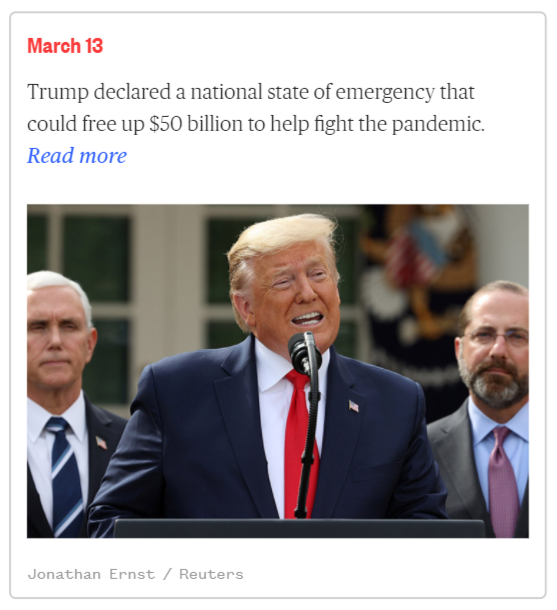 March 13
Trump declared a national state of emergency that
could free up $50 billion to help fight the pandemic.
Read more
Jonathan Ernst / Reuters